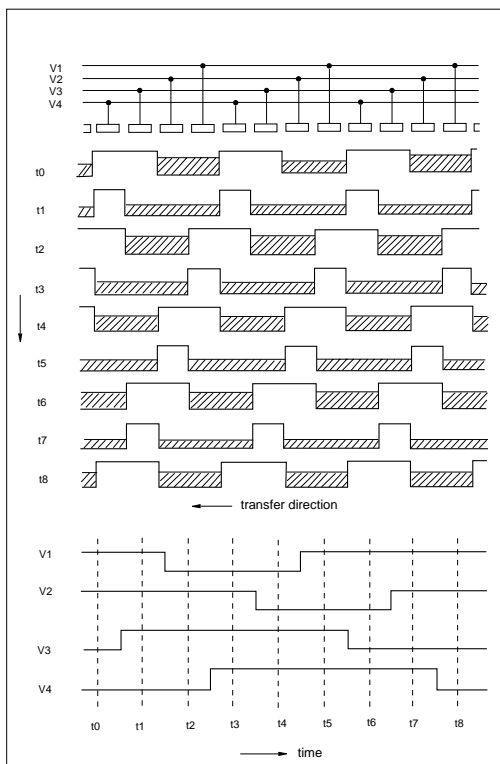 V1
V2
V3
V4
t0
t1
t2
t3
t4
t5
t6
t7
t8
transfer direction
V1
V2
V3
V4
t0 t1 t2 t3 t4 t5 t6 t7 t8
time